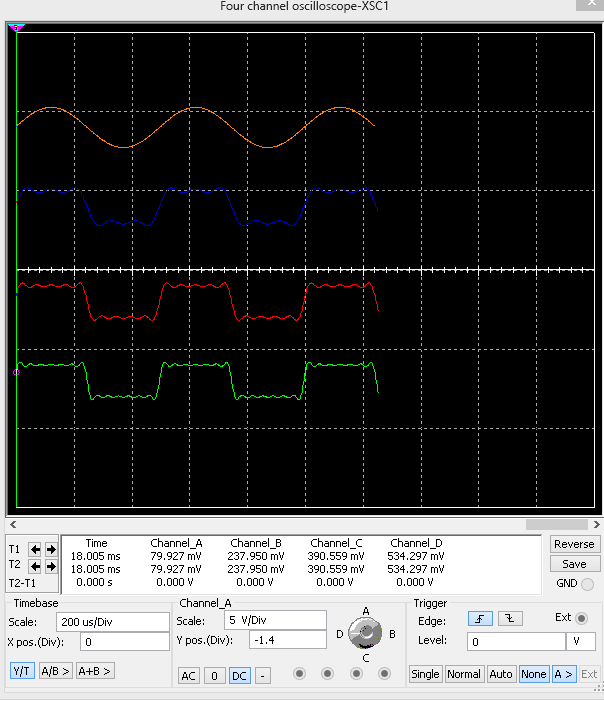 Four channel oscilloscope-XSC1
Time Channel_A Channel_B Channel_C Channel_D
T1 18.005 ms 79.927 mV 237.950 mV 390.559 mV 534.297 mV
T2 18.005 ms 79.927 mV 237.950 mV 390.559 mV 534.297 mV
T2-T1 0.000 s 0.000 V 0.000 V 0.000 V 0.000 V
Reverse
Save
GND
Timebase
Scale: 200 us/Div
X pos.(Div): 0
Y/T A/B > A+B >
Channel_A
Scale: 5 V/Div
Y pos.(Div): -1.4
AC 0 DC -
A
D B
C
Trigger
Edge: Ext
Level: 0 V
Single Normal Auto None A > Ext